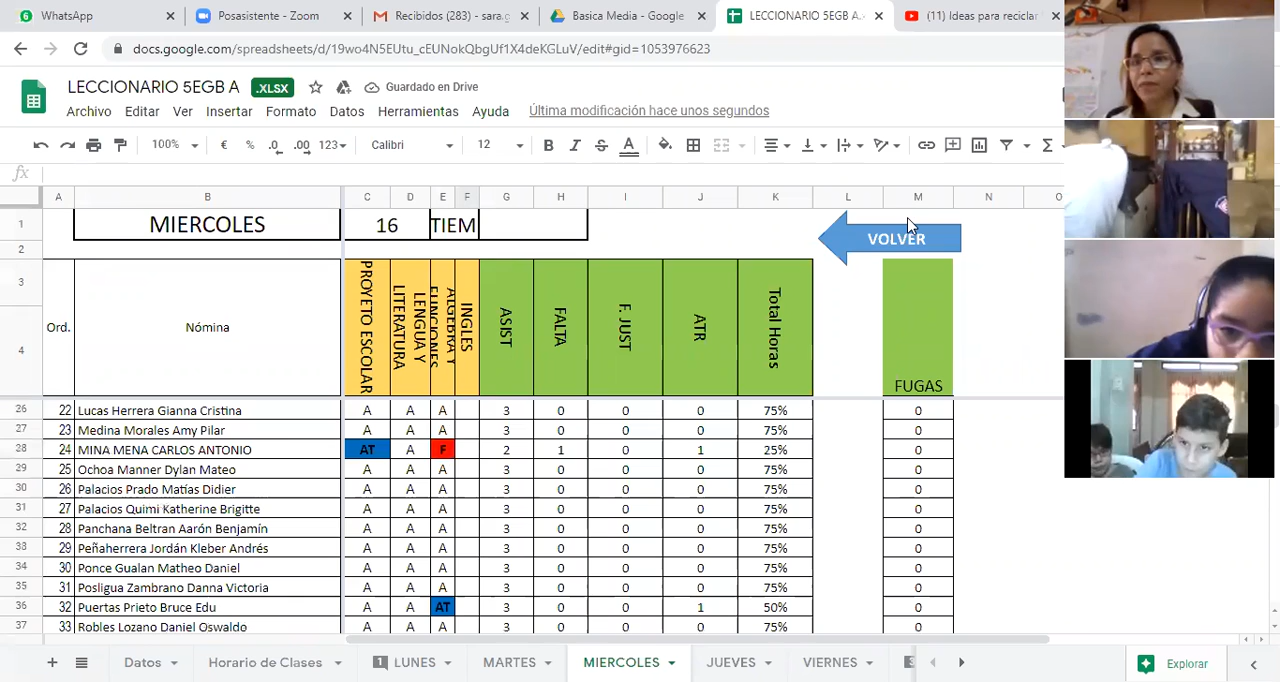 WhatsApp × Posasistente - Zoom × Recibidos (283) - sara.g × Basica Media - Google × LECCIONARIO 5EGB A. × (11) Ideas para reciclar ×
docs.google.com/spreadsheets/d/19wo4N5EUtu_cEUNokQbgUf1X4deKGLuV/edit#gid=1053976623
LECCIONARIO 5EGB A .XLSX Guardado en Drive
Archivo Editar Ver Insertar Formato Datos Herramientas Ayuda Última modificación hace unos segundos
100% € % .0 .00 123 Calibri 12 B I S A Σ
fx
A B C D E F G H I J K L M N O
1 MIERCOLES 16 TIEM VOLVER
2
3
4
Ord. Nómina PROYETO ESCOLAR LENGUA Y LITERATURA ALGEBRA Y FUNCIONES INGLES ASIST FALTA F. JUST ATR Total Horas FUGAS
26 22 Lucas Herrera Gianna Cristina A A A 3 0 0 0 75% 0
27 23 Medina Morales Amy Pilar A A A 3 0 0 0 75% 0
28 24 MINA MENA CARLOS ANTONIO AT A F 3 1 0 1 25% 0
29 25 Ochoa Manner Dylan Mateo A A A 3 0 0 0 75% 0
30 26 Palacios Prado Matías Didier A A A 3 0 0 0 75% 0
31 27 Palacios Quimi Katherine Brigitte A A A 3 0 0 0 75% 0
32 28 Panchana Beltran Aarón Benjamín A A A 3 0 0 0 75% 0
33 29 Peñaherrera Jordán Kleber Andrés A A A 3 0 0 0 75% 0
34 30 Ponce Gualan Matheo Daniel A A A 3 0 0 0 75% 0
35 31 Posligua Zambrano Danna Victoria A A A 3 0 0 0 75% 0
36 32 Puertas Prieto Bruce Edu A A AT 3 0 0 1 50% 0
37 33 Robles Lozano Daniel Oswaldo A A A 3 0 0 0 75% 0
Datos Horario de Clases 1 LUNES MARTES MIERCOLES JUEVES VIERNES Explorar